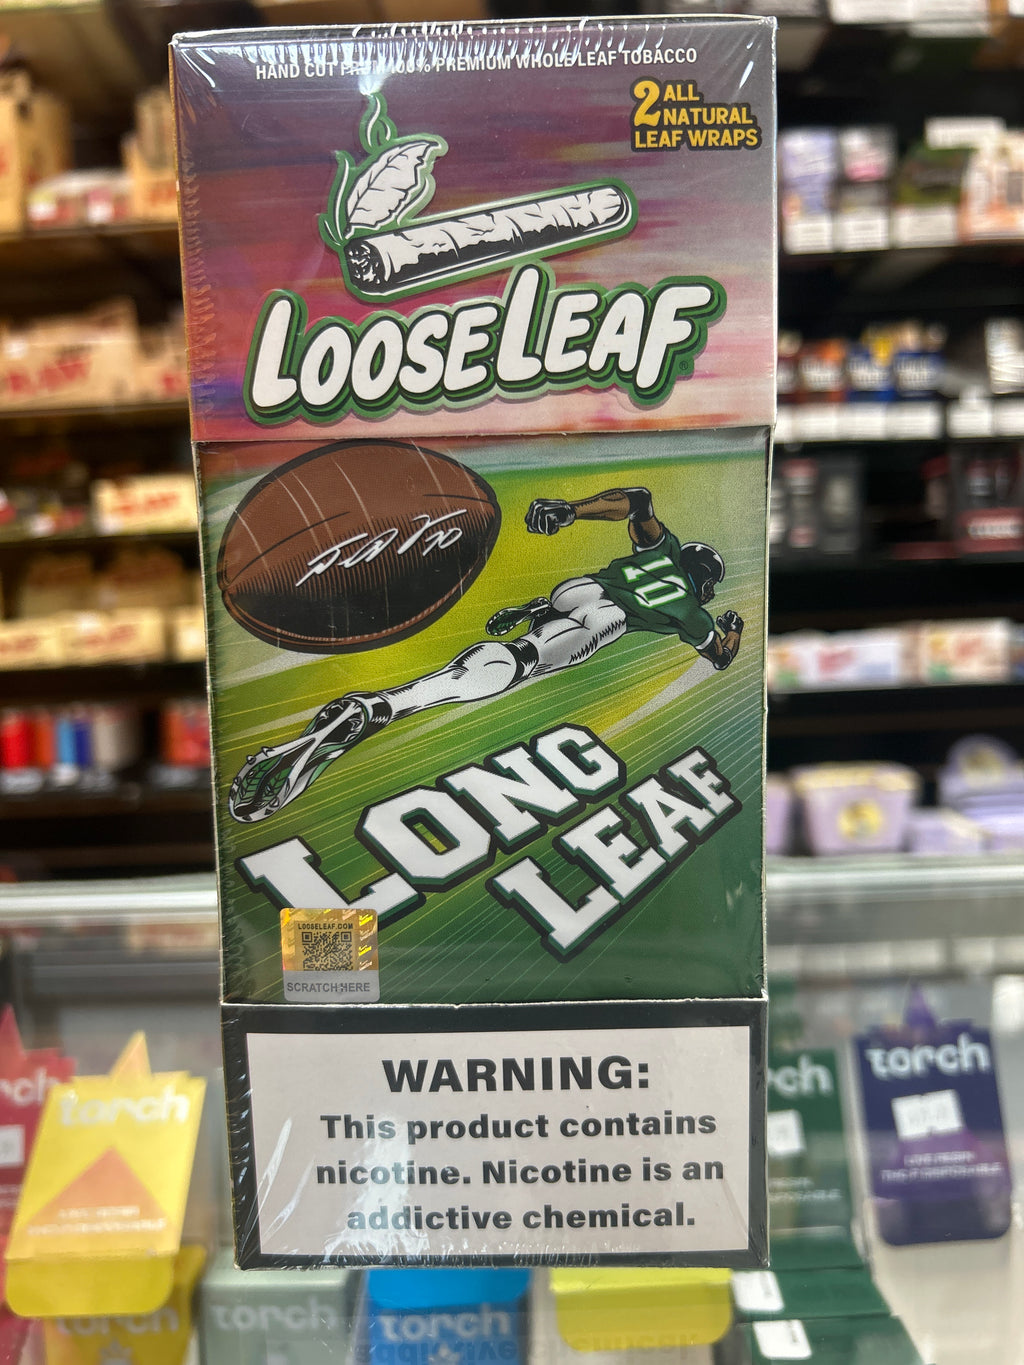 HAND CUT FROM 100% PREMIUM WHOLE LEAF TOBACCO
2 ALL
NATURAL
LEAF WRAPS
LOOSELEAF®
10
LONG
LEAF
LOOSELEAF.COM
SCRATCH HERE
WARNING:
This product contains
nicotine. Nicotine is an
addictive chemical.
RAW
torch
torch
torch
torch